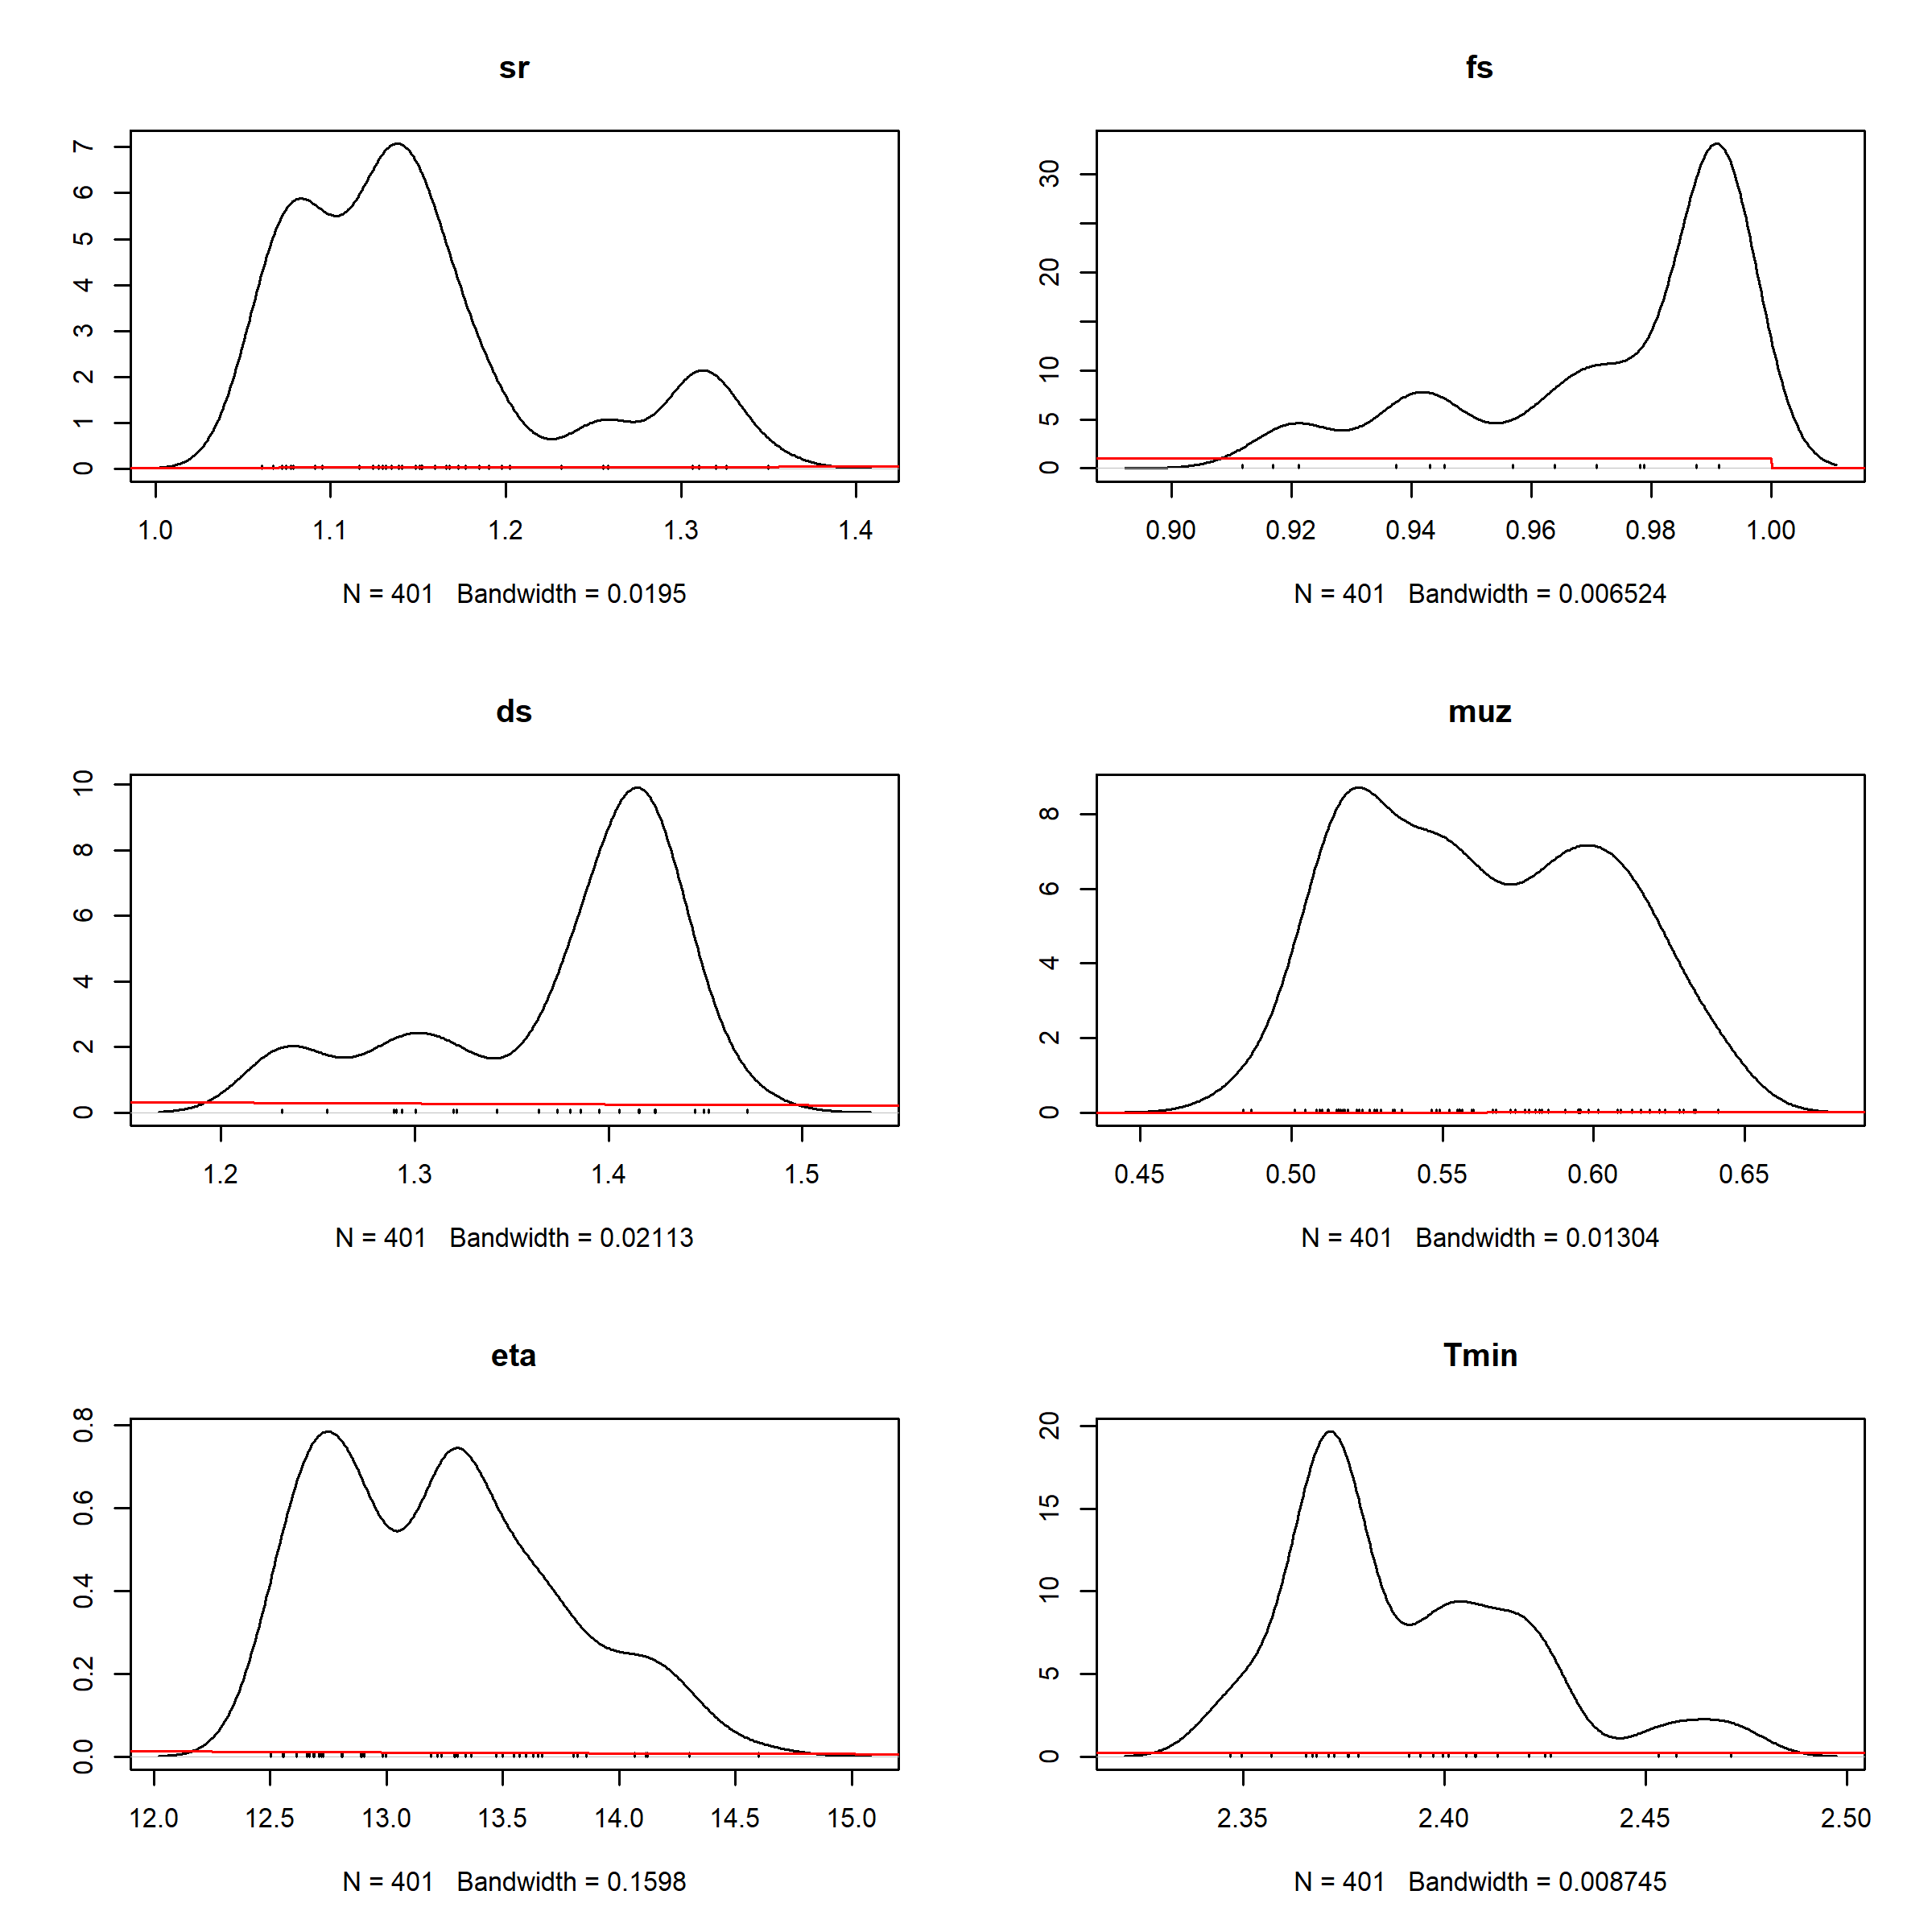 sr
7
6
5
4
3
2
1
0
1.0 1.1 1.2 1.3 1.4
N = 401 Bandwidth = 0.0195
fs
30
20
10
5
0
0.90 0.92 0.94 0.96 0.98 1.00
N = 401 Bandwidth = 0.006524
ds
10
8
6
4
2
0
1.2 1.3 1.4 1.5
N = 401 Bandwidth = 0.02113
muz
8
6
4
2
0
0.45 0.50 0.55 0.60 0.65
N = 401 Bandwidth = 0.01304
eta
0.8
0.6
0.4
0.2
0.0
12.0 12.5 13.0 13.5 14.0 14.5 15.0
N = 401 Bandwidth = 0.1598
Tmin
20
15
10
5
0
2.35 2.40 2.45 2.50
N = 401 Bandwidth = 0.008745